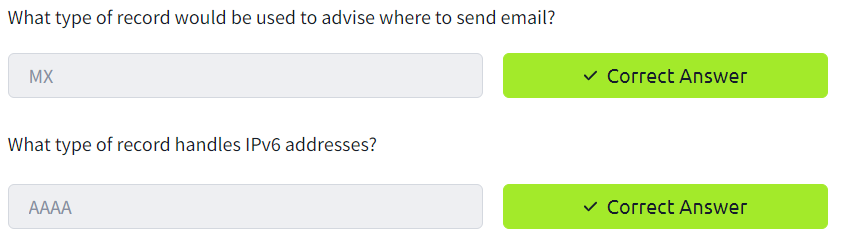 What type of record would be used to advise where to send email?
MX
✓ Correct Answer
What type of record handles IPv6 addresses?
AAAA
✓ Correct Answer